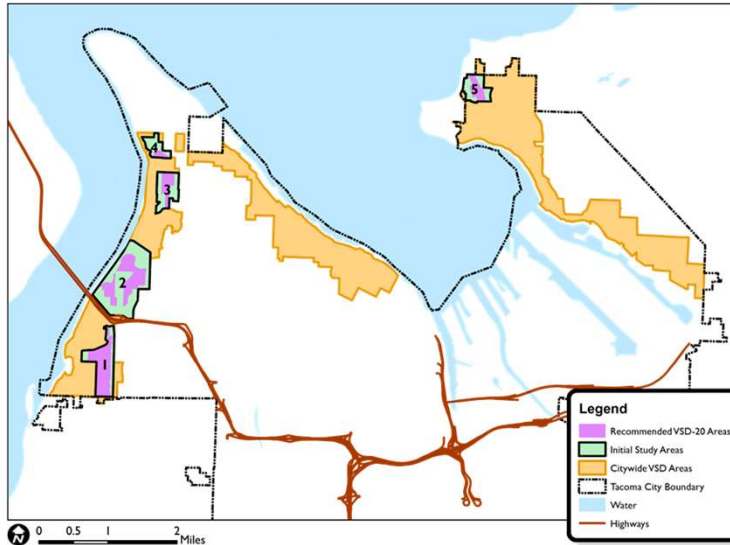 5
4
3
2
1
Legend
Recommended VSD-20 Areas
Initial Study Areas
Citywide VSD Areas
Tacoma City Boundary
Water
Highways
N
0 0.5 1 2
Miles